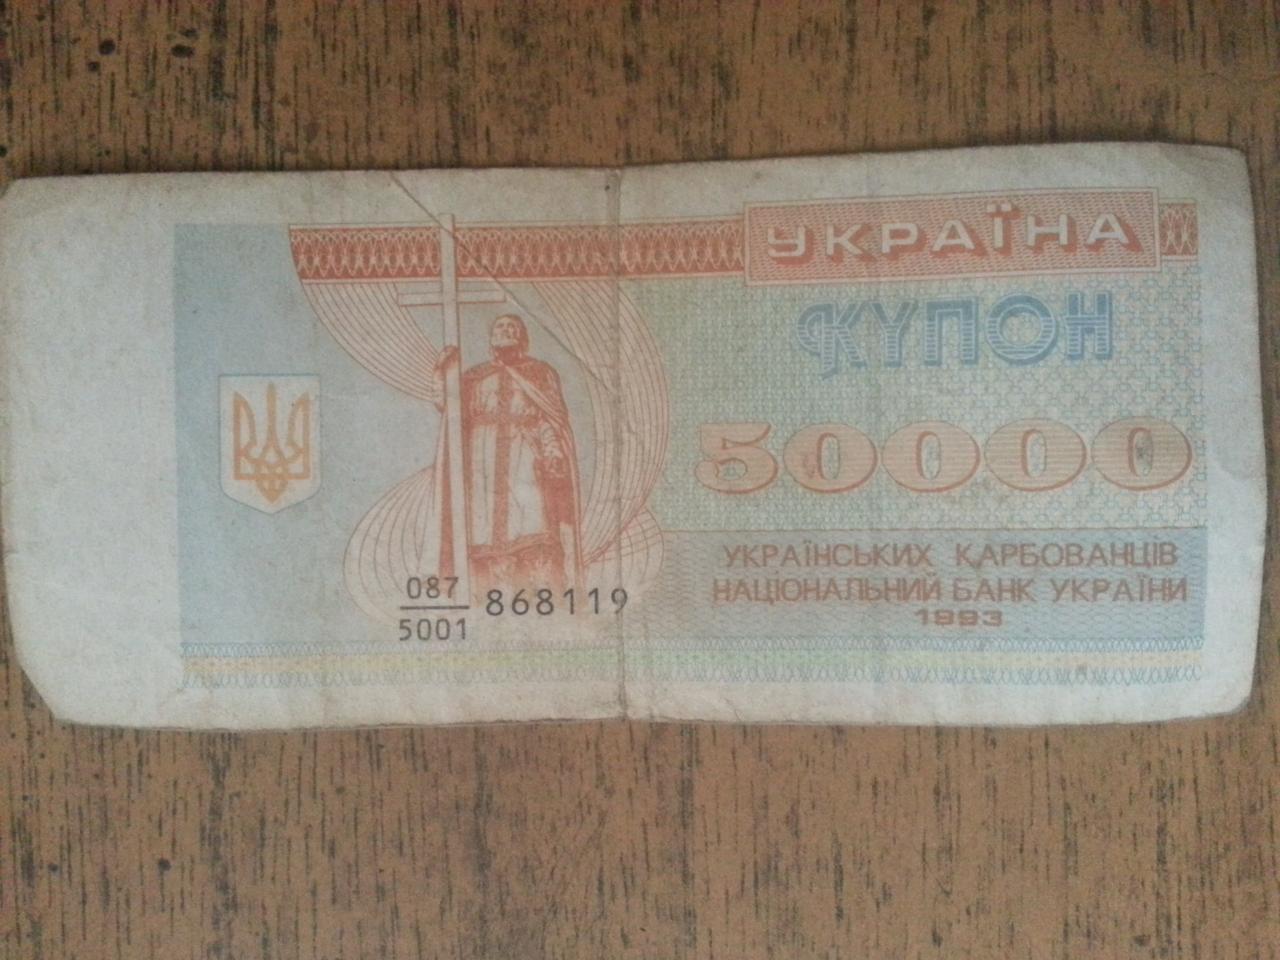 УКРАЇНА
КУПОН
50000
УКРАЇНСЬКИХ КАРБОВАНЦІВ
НАЦІОНАЛЬНИЙ БАНК УКРАЇНИ
1993
087
5001
868119